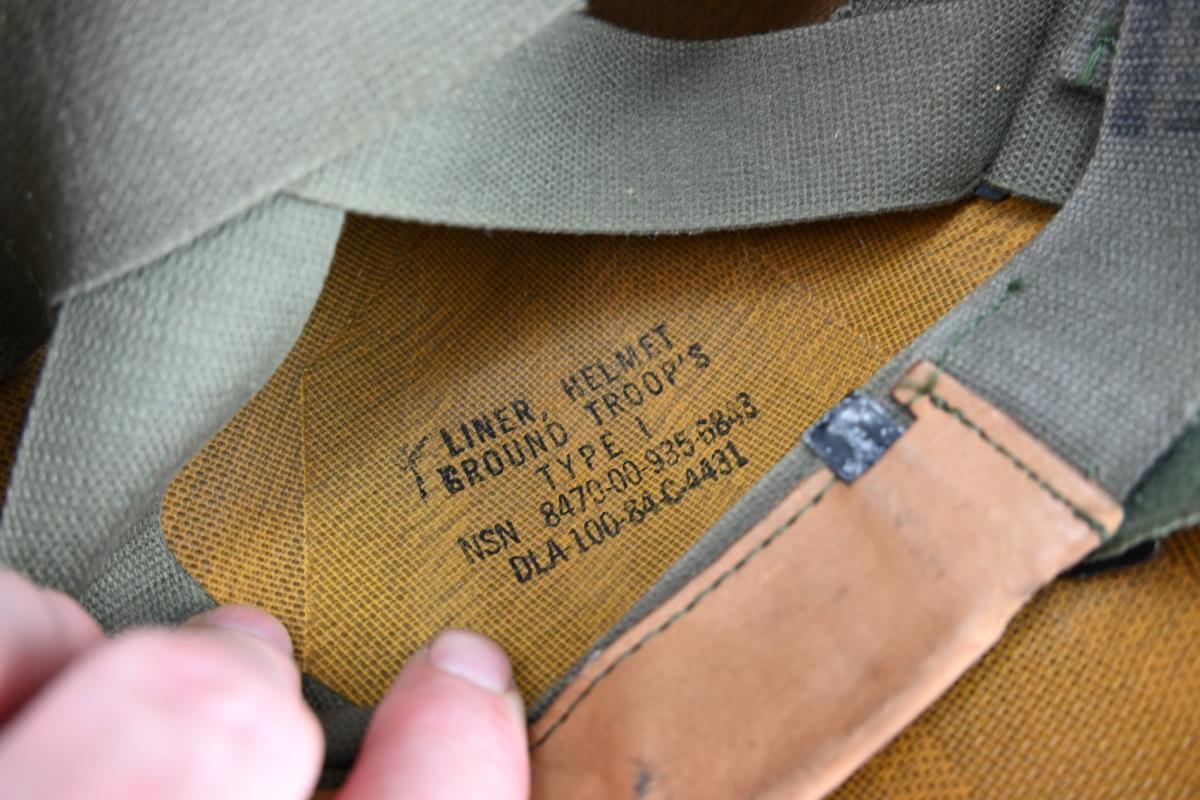 LINER, HELMET
GROUND TROOP'S
TYPE I
NSN 8470-00-935-6843
DLA-100-84-C-4431